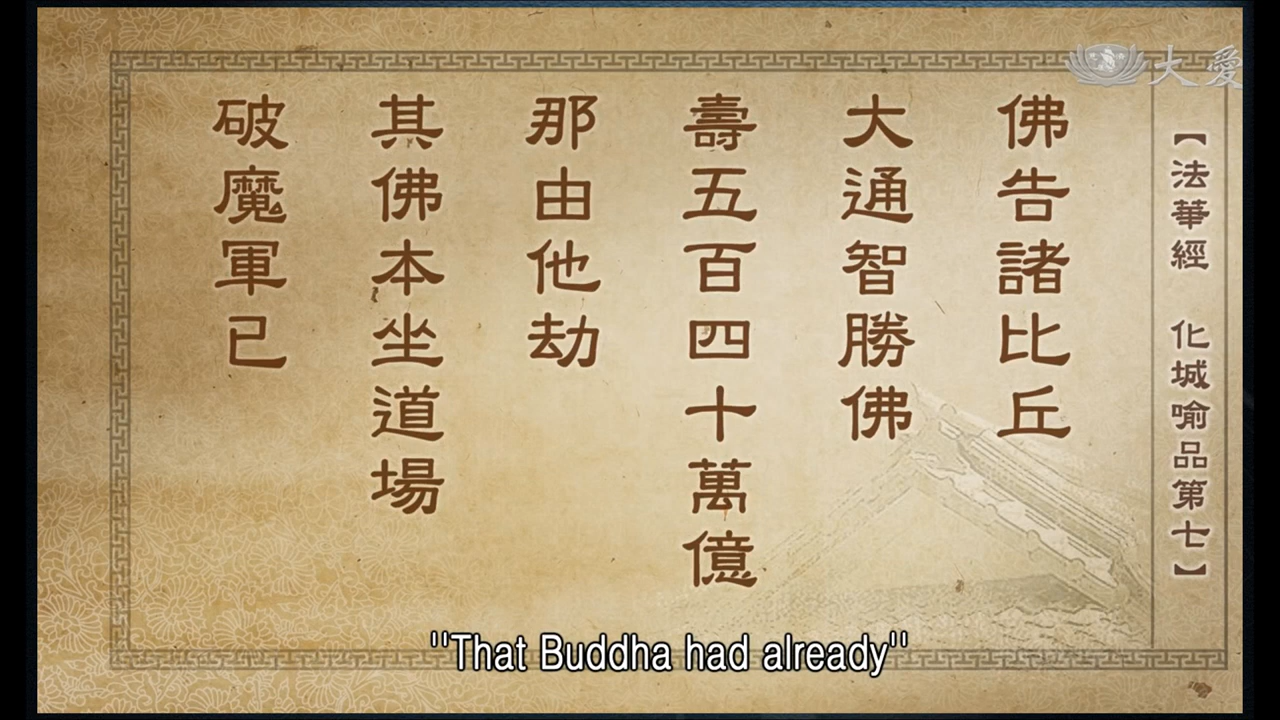 大愛
【法華經 化城喻品第七】
佛告諸比丘
大通智勝佛
壽五百四十萬億
那由他劫
其佛本坐道場
破魔軍已
"That Buddha had already"